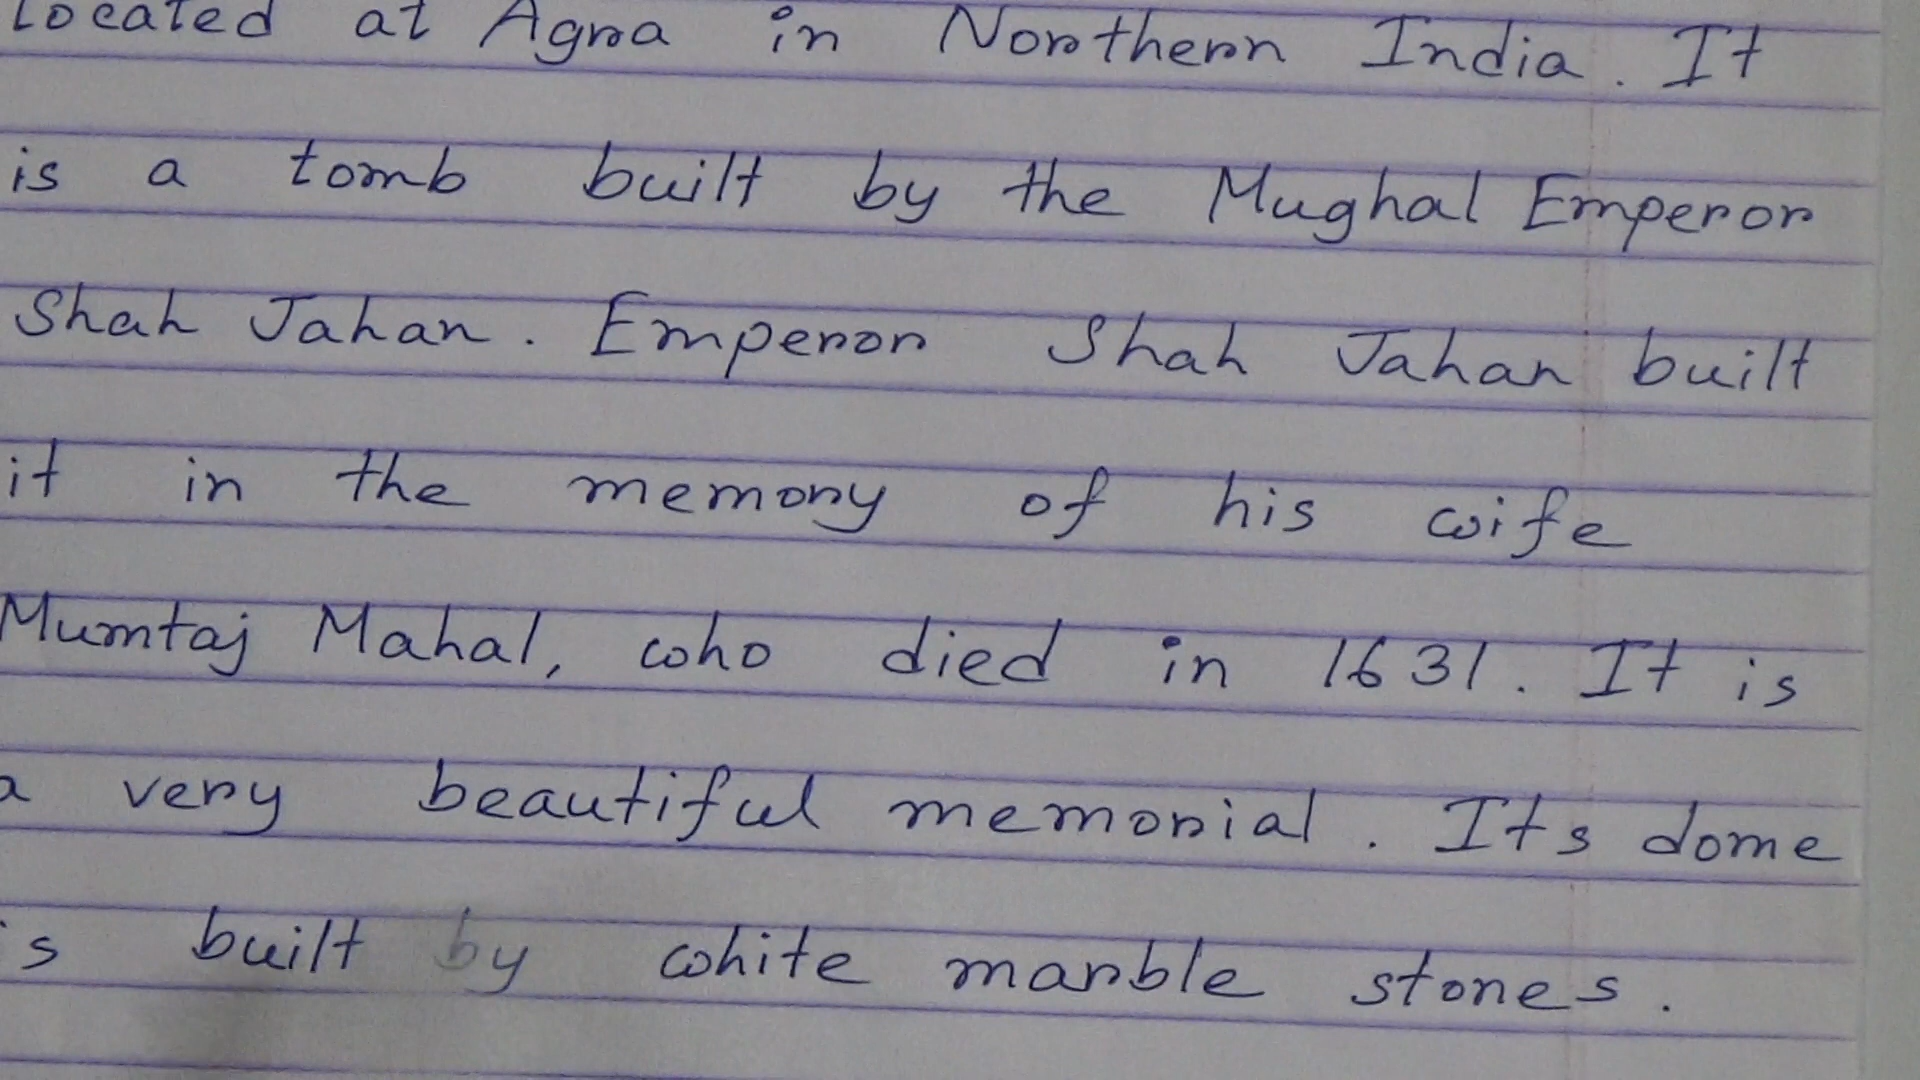 located at Agra in Northern India. It
is a tomb built by the Mughal Emperor
Shah Jahan. Emperor Shah Jahan built
it in the memory of his wife
Mumtaj Mahal, who died in 1631. It is
a very beautiful memorial. Its dome
is built by white marble stones.